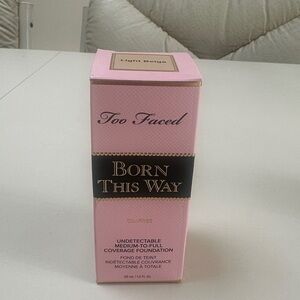 Light Beige
Too Faced
BORN
THIS WAY
UNDETECTABLE
MEDIUM-TO-FULL
COVERAGE FOUNDATION
FOND DE TEINT
INDÉTECTABLE COUVRANCE
MOYENNE À TOTALE